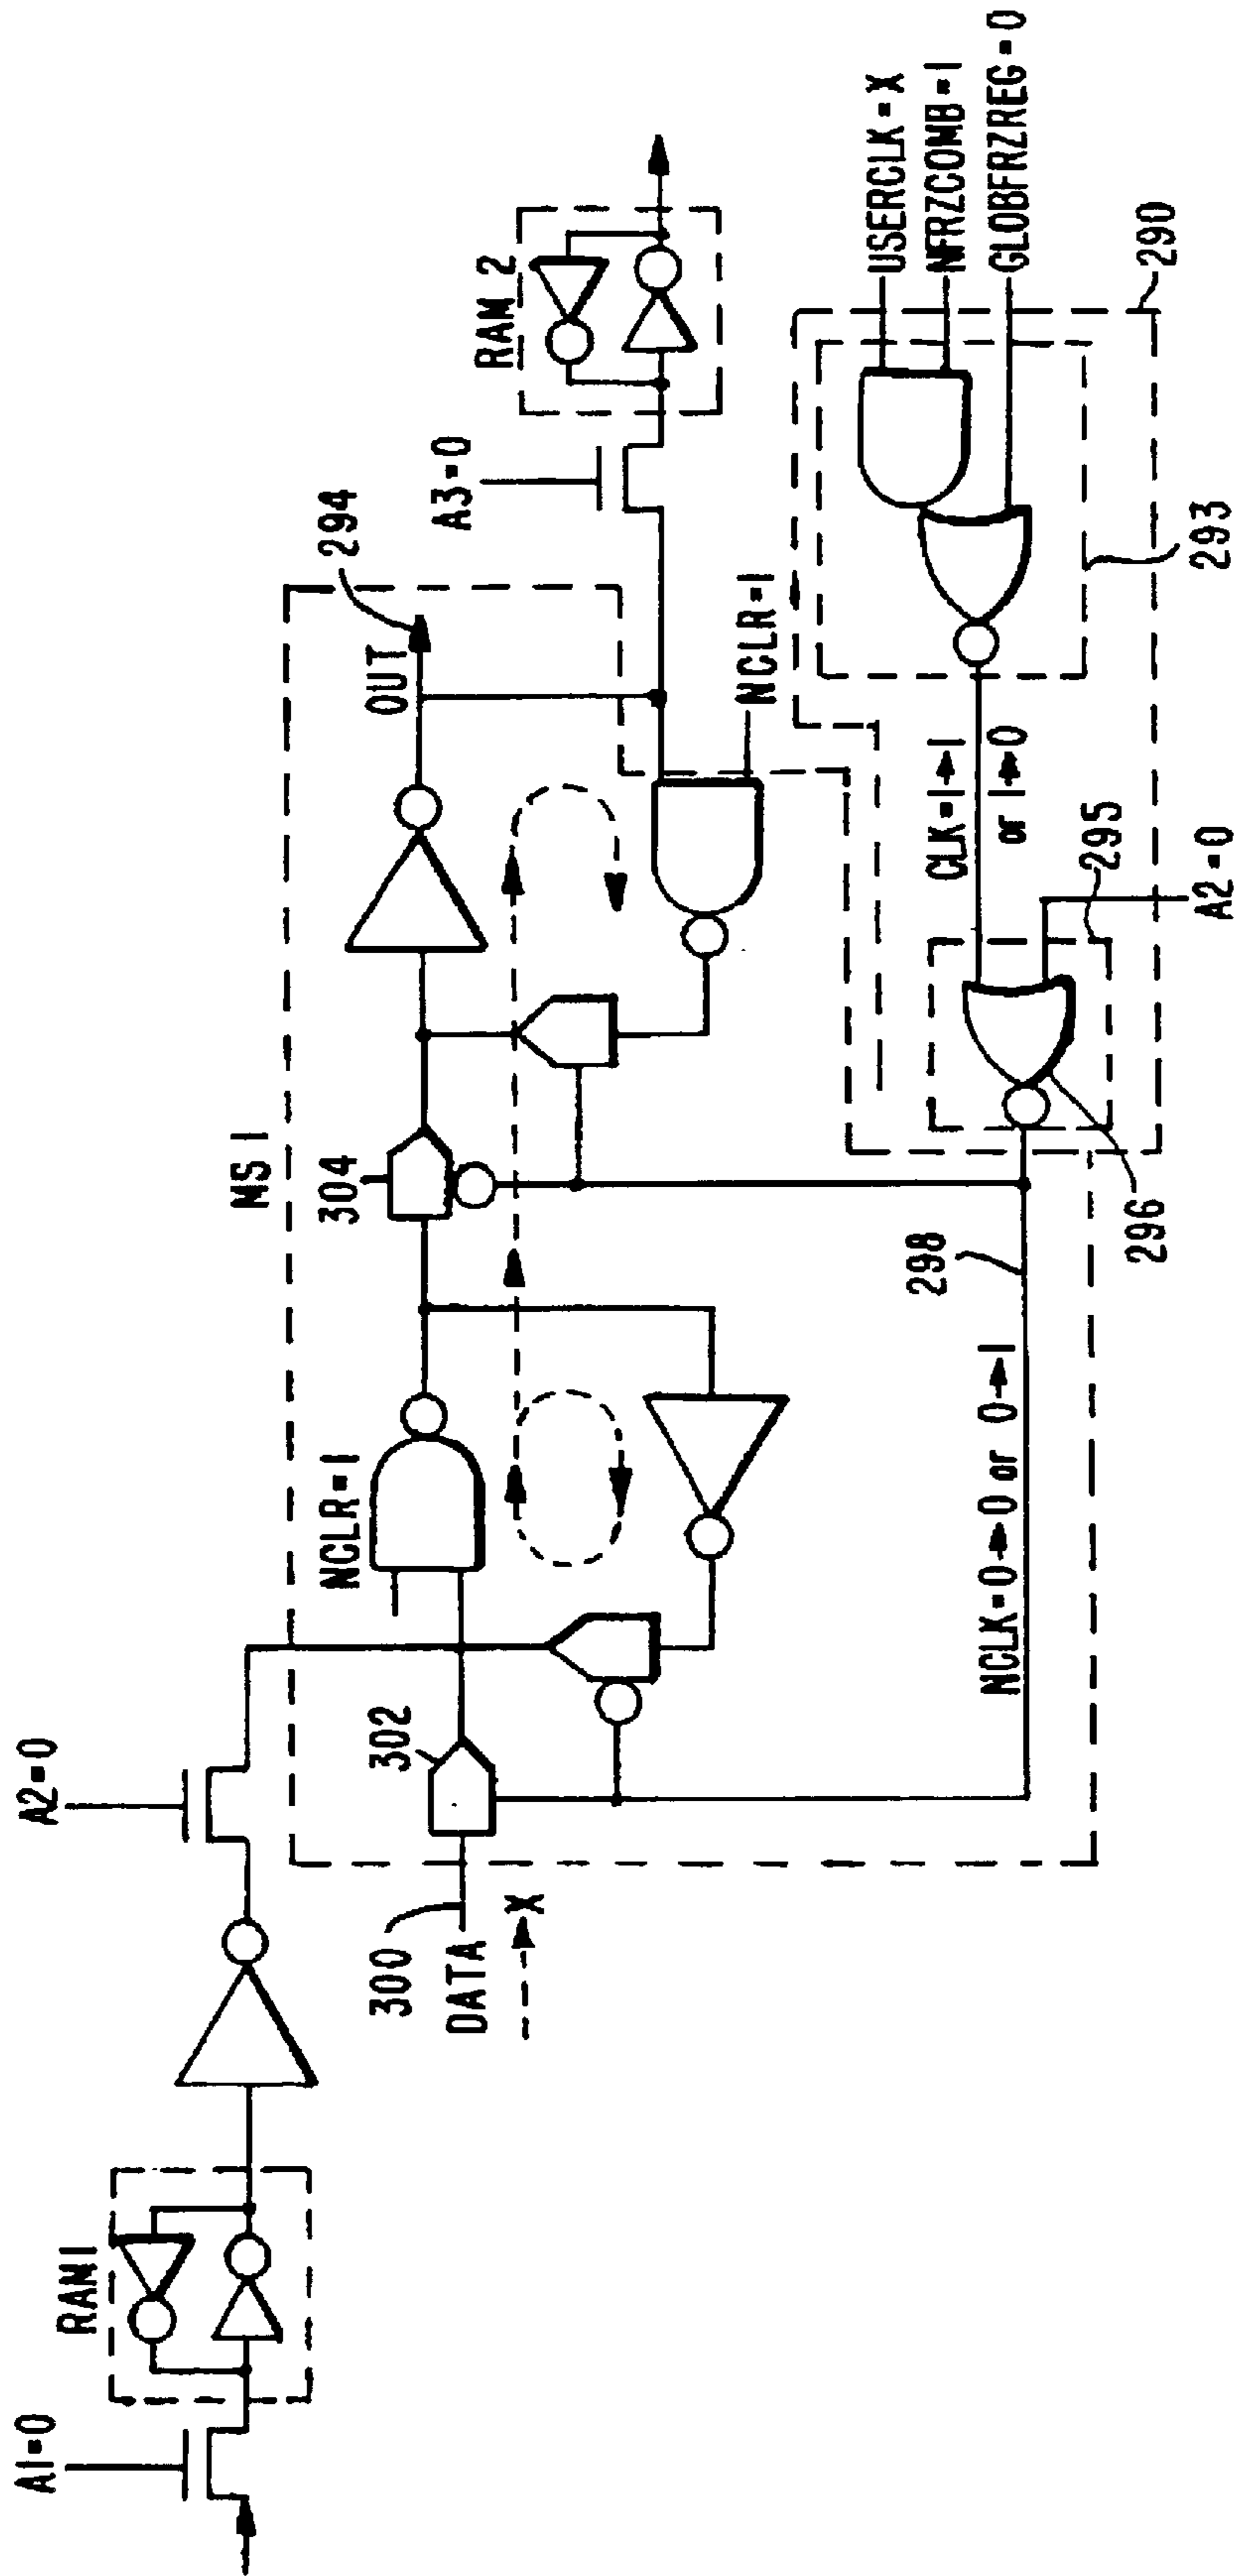 A1=0
RAM1
A2=0
300
DATA
X
302
NCLR=1
MS1
304
NCLK=0→0 or 0→1
298
296
OUT
294
NCLR=1
A3=0
RAM 2
CLK=1→1
or 1→0
295
A2=0
293
290
USERCLK=X
NFRZCOMB=1
GLOBFRZREG=0